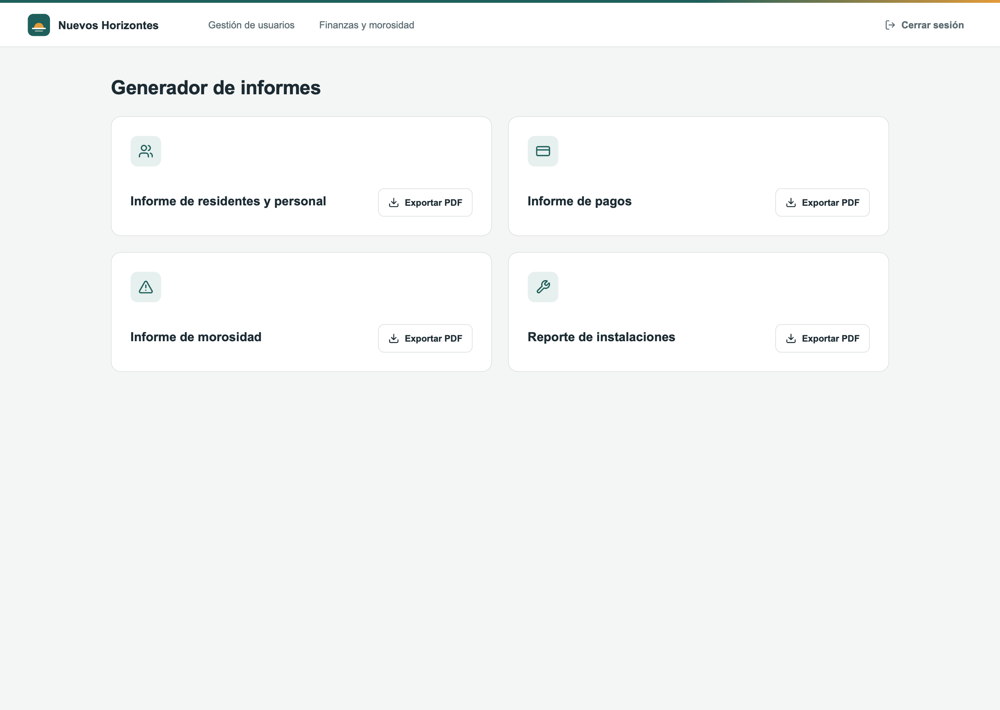 Nuevos Horizontes
Gestión de usuarios
Finanzas y morosidad
Cerrar sesión
Generador de informes
Informe de residentes y personal
Exportar PDF
Informe de pagos
Exportar PDF
Informe de morosidad
Exportar PDF
Reporte de instalaciones
Exportar PDF